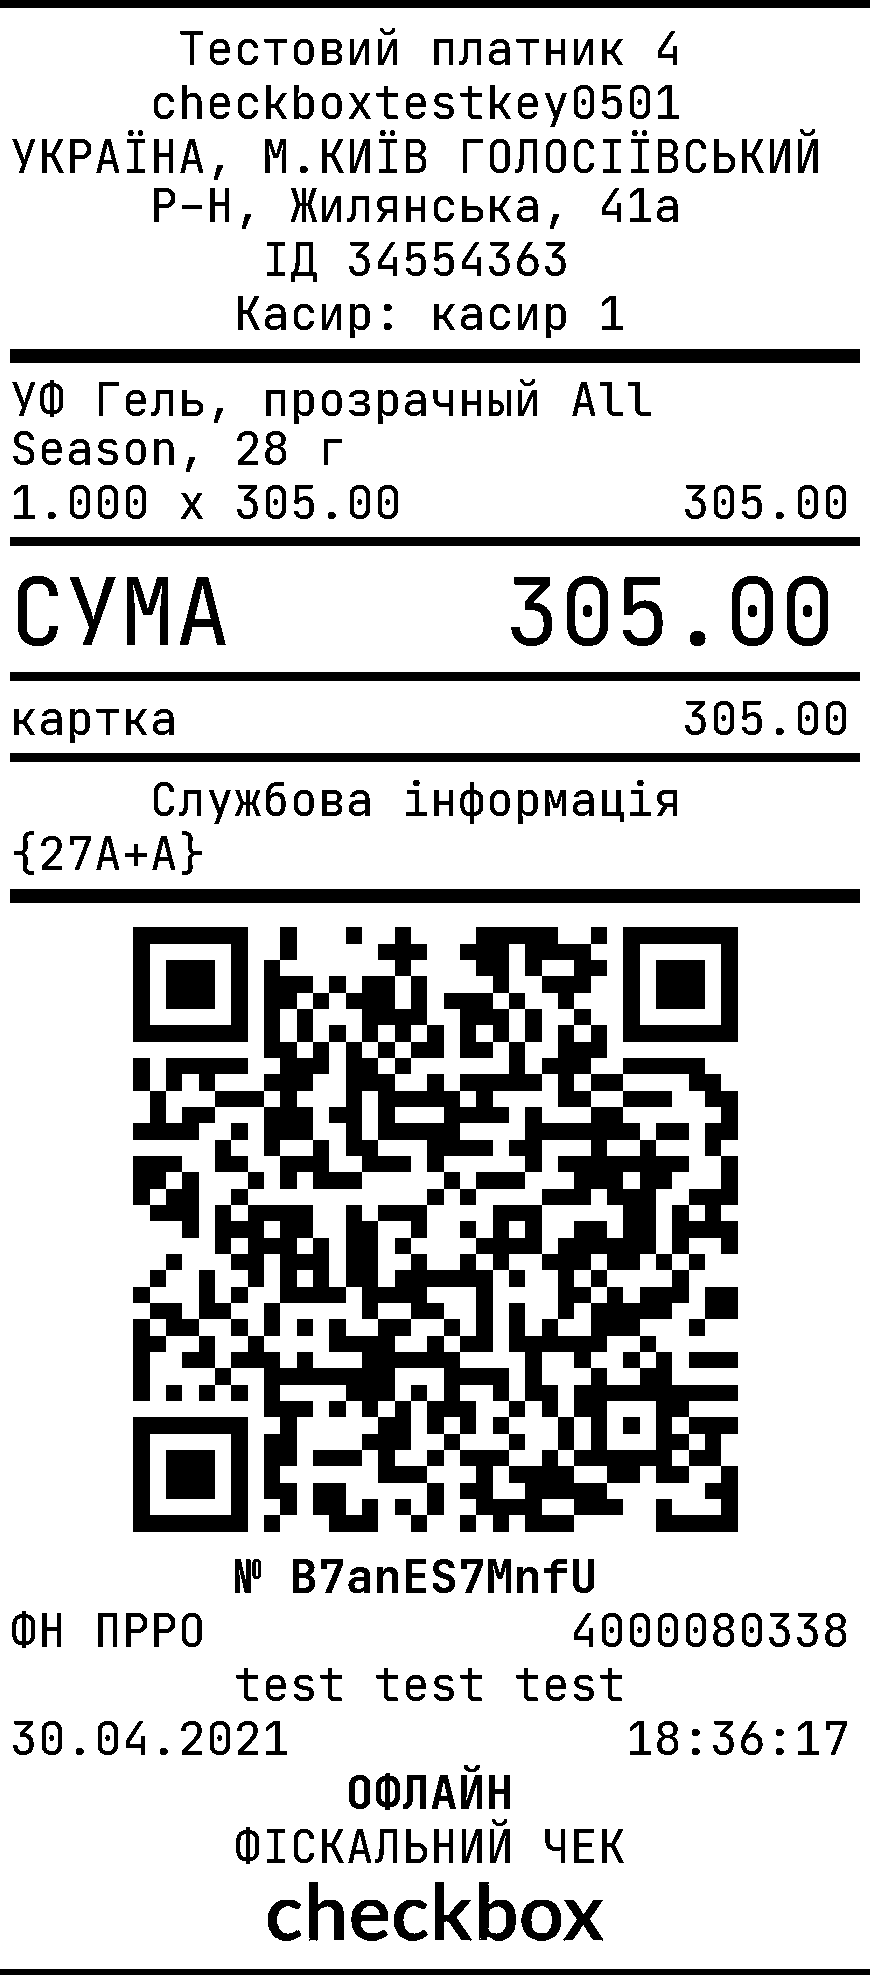 Тестовий платник 4
checkboxtestkey0501
УКРАЇНА, М.КИЇВ ГОЛОСІЇВСЬКИЙ
Р-Н, Жилянська, 41а
ІД 34554363
Касир: касир 1
УФ Гель, прозрачный All
Season, 28 г
1.000 x 305.00 305.00
СУМА 305.00
картка 305.00
Службова інформація
{27A+A}
№ B7anES7MnfU
ФН ПРРО 4000080338
test test test
30.04.2021 18:36:17
ОФЛАЙН
ФІСКАЛЬНИЙ ЧЕК
checkbox